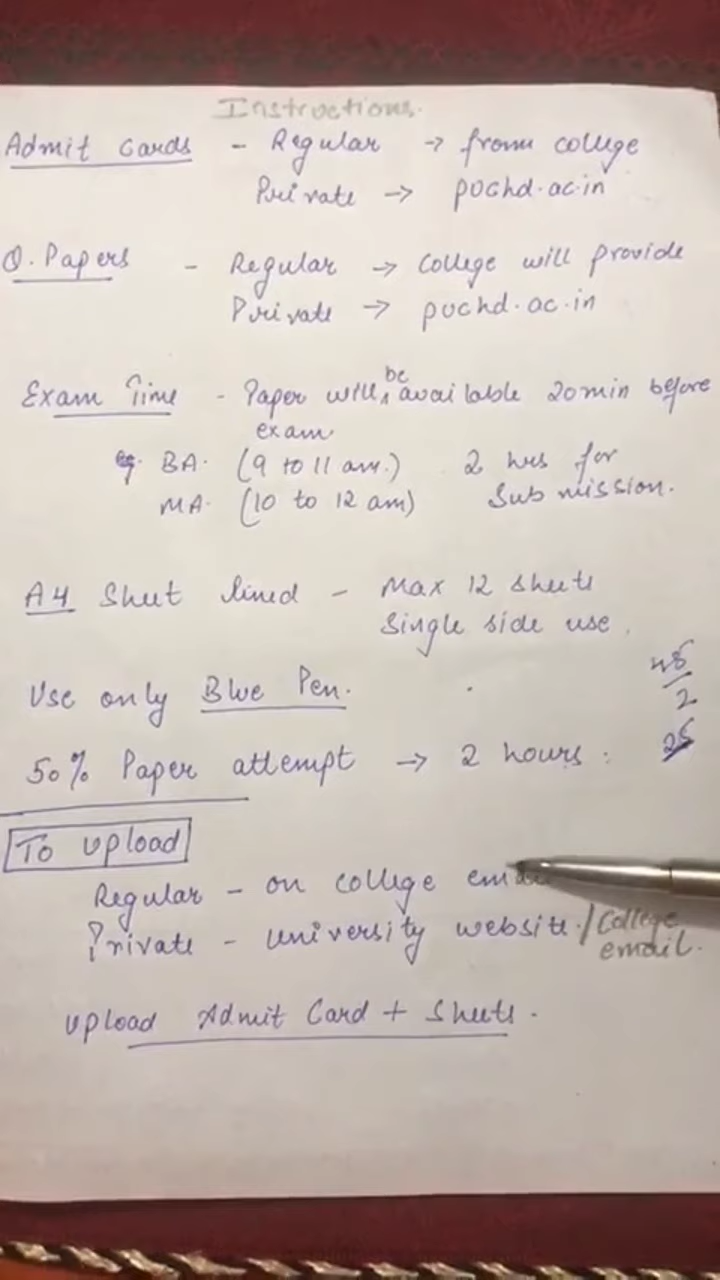 Instructions.
Admit Cards - Regular → from college
Private → puchd.ac.in
Q. Papers - Regular → College will provide
Private → puchd.ac.in
Exam Time - Paper will be available 20 min before
exam.
eg. BA. (9 to 11 am.) 2 hrs for
MA. (10 to 12 am) Submission.
A4 Sheet lined - Max 12 sheets
Single side use.
Use only Blue Pen.
2
50% Paper attempt → 2 hours.
To Upload
Regular - on college
Private - University website./College
email.
Upload Admit Card + Sheets.